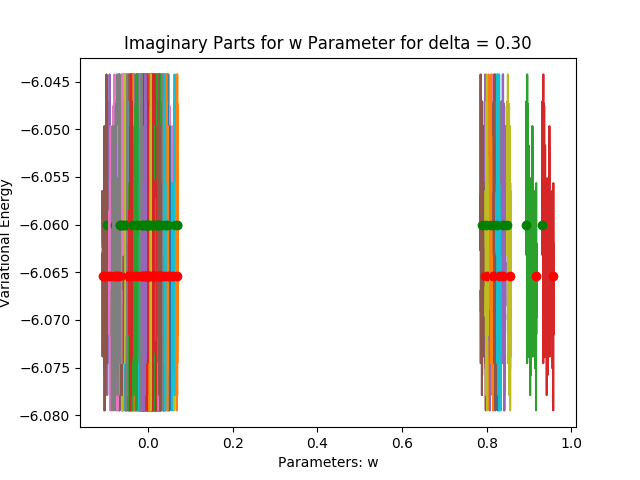 Imaginary Parts for w Parameter for delta = 0.30
Variational Energy
−6.045
−6.050
−6.055
−6.060
−6.065
−6.070
−6.075
−6.080
0.0 0.2 0.4 0.6 0.8 1.0
Parameters: w